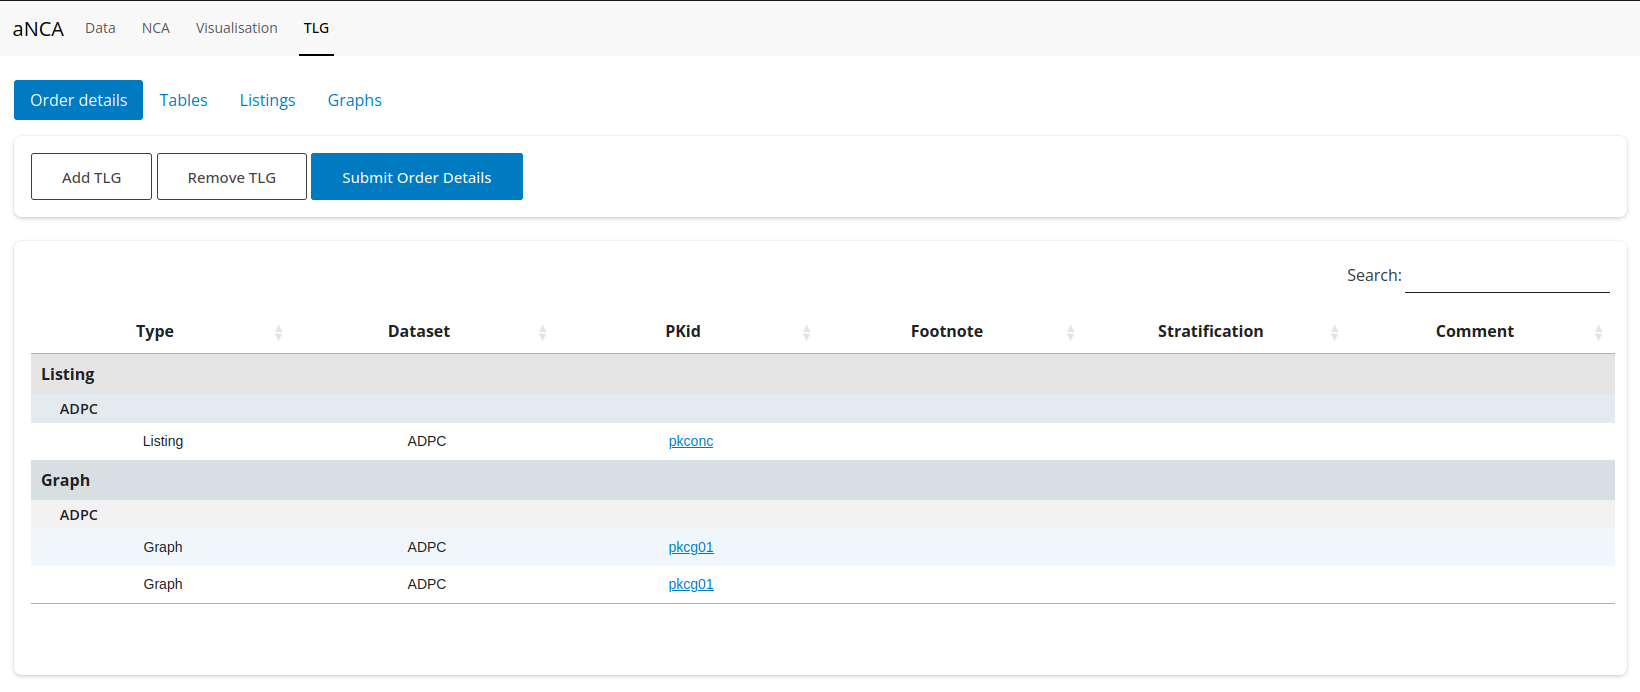 aNCA Data NCA Visualisation TLG
Order details Tables Listings Graphs
Add TLG Remove TLG Submit Order Details
Search:
Type Dataset PKid Footnote Stratification Comment
Listing
ADPC
Listing ADPC pkconc
Graph
ADPC
Graph ADPC pkcg01
Graph ADPC pkcg01